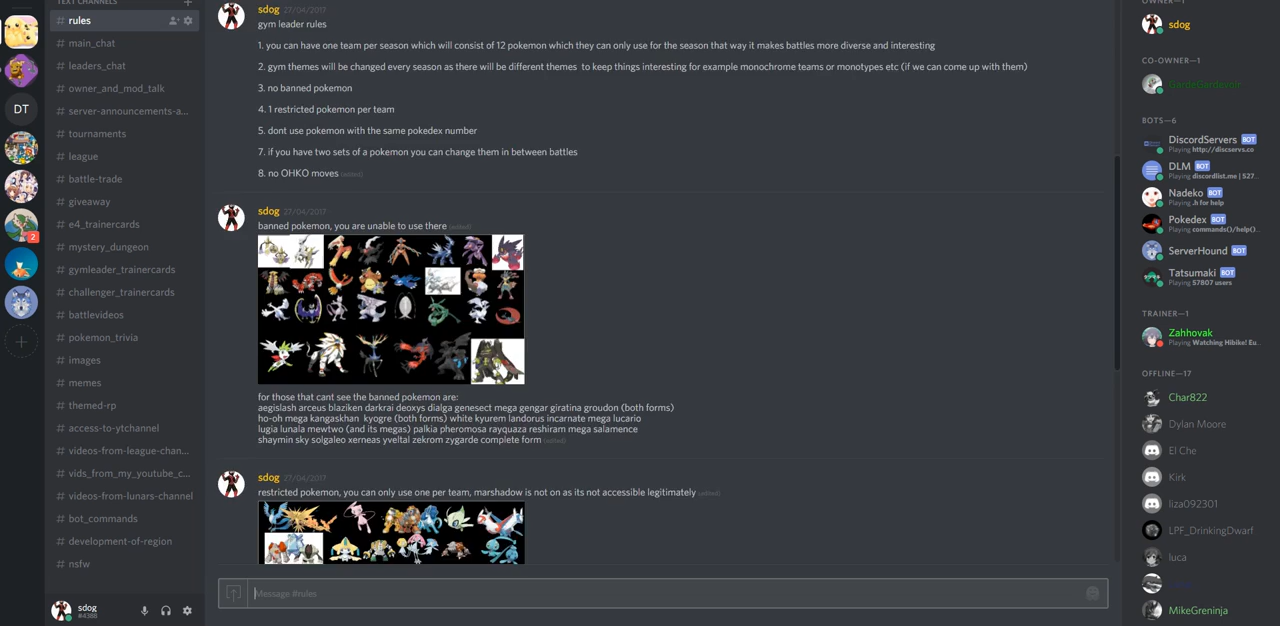 TEXT CHANNELS
# rules
# main_chat
# leaders_chat
# owner_and_mod_talk
# server-announcements-a...
# tournaments
# league
# battle-trade
# giveaway
# e4_trainercards
# mystery_dungeon
# gymleader_trainercards
# challenger_trainercards
# battlevideos
# pokemon_trivia
# images
# memes
# themed-rp
# access-to-ytchannel
# videos-from-league-chan...
# vids_from_my_youtube_c...
# videos-from-lunars-channel
# bot_commands
# development-of-region
# nsfw
DT
2
sdog
#4388
sdog 27/04/2017
gym leader rules
1. you can have one team per season which will consist of 12 pokemon which they can only use for the season that way it makes battles more diverse and interesting
2. gym themes will be changed every season as there will be different themes to keep things interesting for example monochrome teams or monotypes etc (if we can come up with them)
3. no banned pokemon
4. 1 restricted pokemon per team
5. dont use pokemon with the same pokedex number
7. if you have two sets of a pokemon you can change them in between battles
8. no OHKO moves (edited)
sdog 27/04/2017
banned pokemon, you are unable to use there (edited)
for those that cant see the banned pokemon are:
aegislash arceus blaziken darkrai deoxys dialga genesect mega gengar giratina groudon (both forms)
ho-oh mega kangaskhan kyogre (both forms) white kyurem landorus incarnate mega lucario
lugia lunala mewtwo (and its megas) palkia pheromosa rayquaza reshiram mega salamence
shaymin sky solgaleo xerneas yveltal zekrom zygarde complete form (edited)
sdog 27/04/2017
restricted pokemon, you can only use one per team, marshadow is not on as its not accessible legitimately (edited)
Message #rules
OWNER—1
sdog
CO-OWNER—1
BOTS—6
DiscordServers BOT
Playing http://discservs.co
DLM BOT
Playing discordlist.me | 527...
Nadeko BOT
Playing .h for help
Pokedex BOT
Playing commands()/help()...
ServerHound BOT
Tatsumaki BOT
Playing 57807 users
TRAINER—1
Zahhovak
Playing Watching Hibike! Eu...
OFFLINE—17
Char822
Dylan Moore
El Che
Kirk
liza092301
LPF_DrinkingDwarf
luca
MikeGreninja